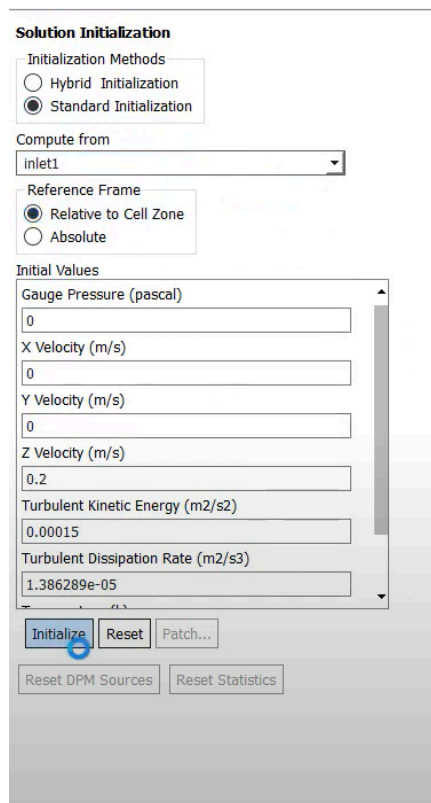 Solution Initialization
Initialization Methods
Hybrid Initialization
Standard Initialization
Compute from
inlet1
Reference Frame
Relative to Cell Zone
Absolute
Initial Values
Gauge Pressure (pascal)
0
X Velocity (m/s)
0
Y Velocity (m/s)
0
Z Velocity (m/s)
0.2
Turbulent Kinetic Energy (m2/s2)
0.00015
Turbulent Dissipation Rate (m2/s3)
1.386289e-05
Initialize Reset Patch...
Reset DPM Sources Reset Statistics